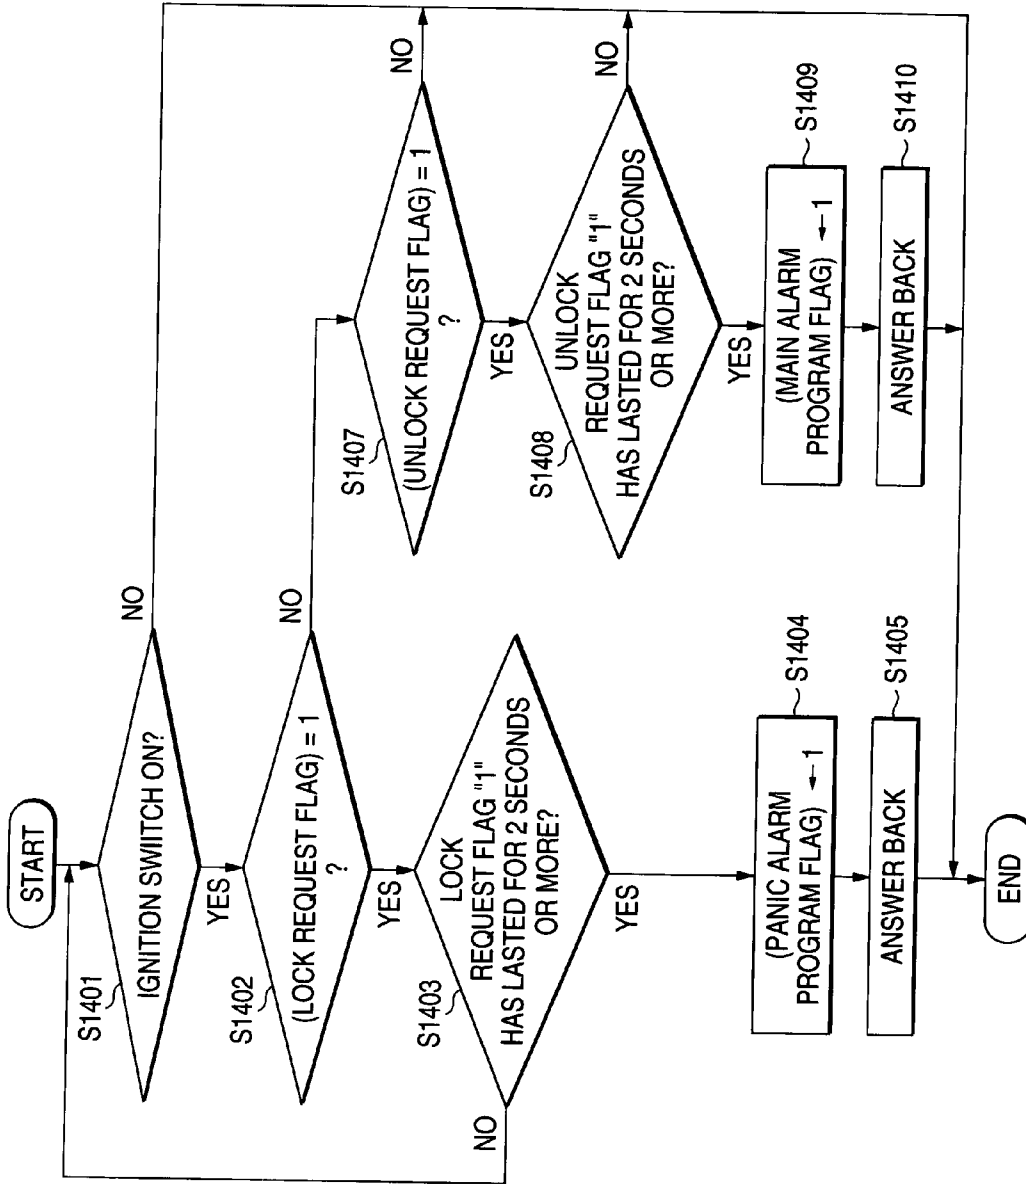 START
S1401
IGNITION SWIITCH ON?
NO
YES
S1402
(LOCK REQUEST FLAG) = 1
?
NO
YES
S1403
LOCK
REQUEST FLAG "1"
HAS LASTED FOR 2 SECONDS
OR MORE?
NO
YES
S1404
(PANIC ALARM
PROGRAM FLAG) ← 1
S1405
ANSWER BACK
END
S1407
(UNLOCK REQUEST FLAG) = 1
?
NO
YES
S1408
UNLOCK
REQUEST FLAG "1"
HAS LASTED FOR 2 SECONDS
OR MORE?
NO
YES
S1409
(MAIN ALARM
PROGRAM FLAG) ← 1
S1410
ANSWER BACK